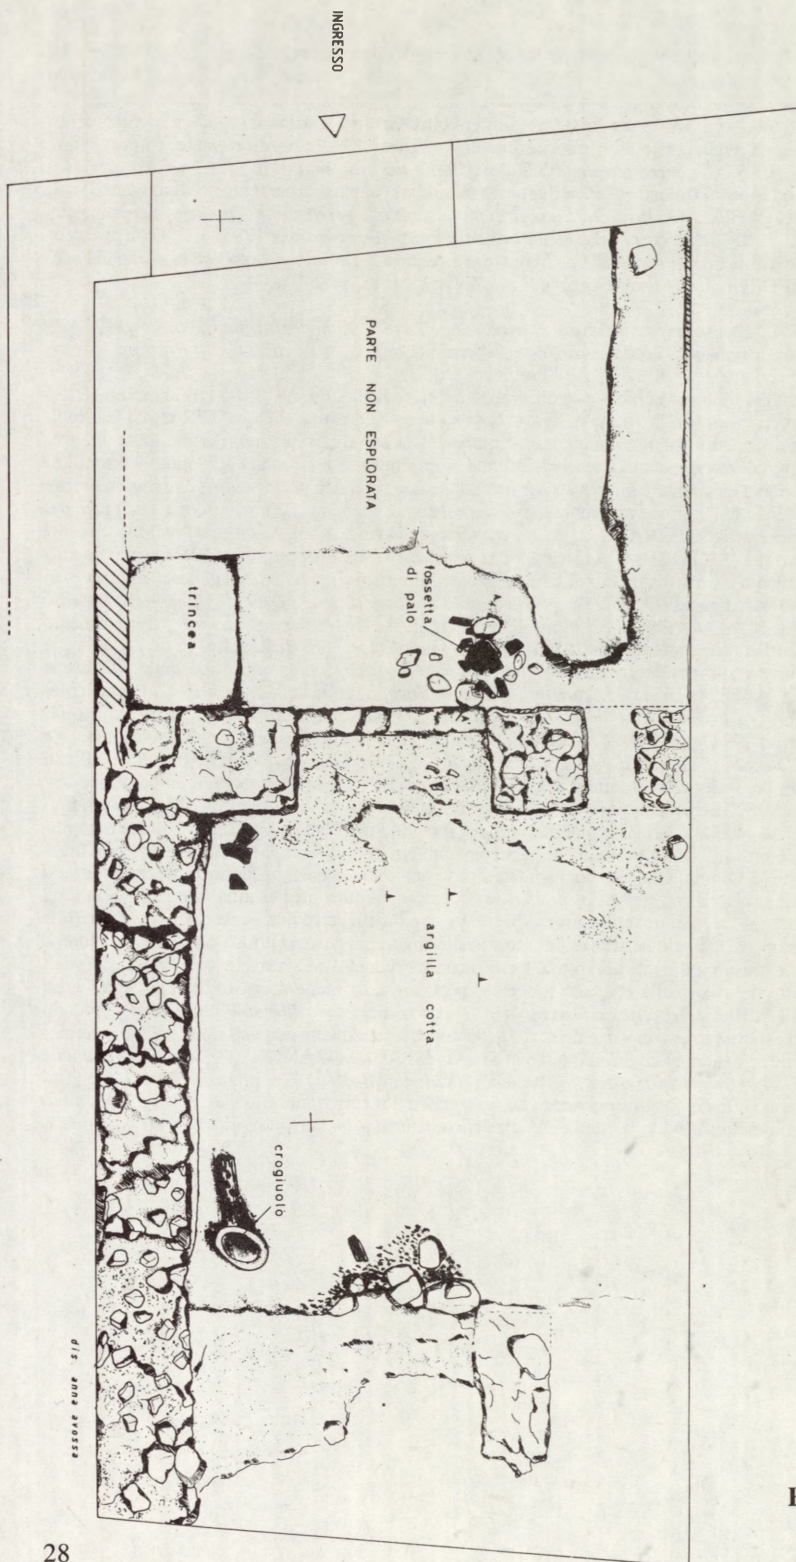 INGRESSO
PARTE NON ESPLORATA
fossetta
di palo
trincea
argilla cotta
crogiuolo
dis. anna avossa
28